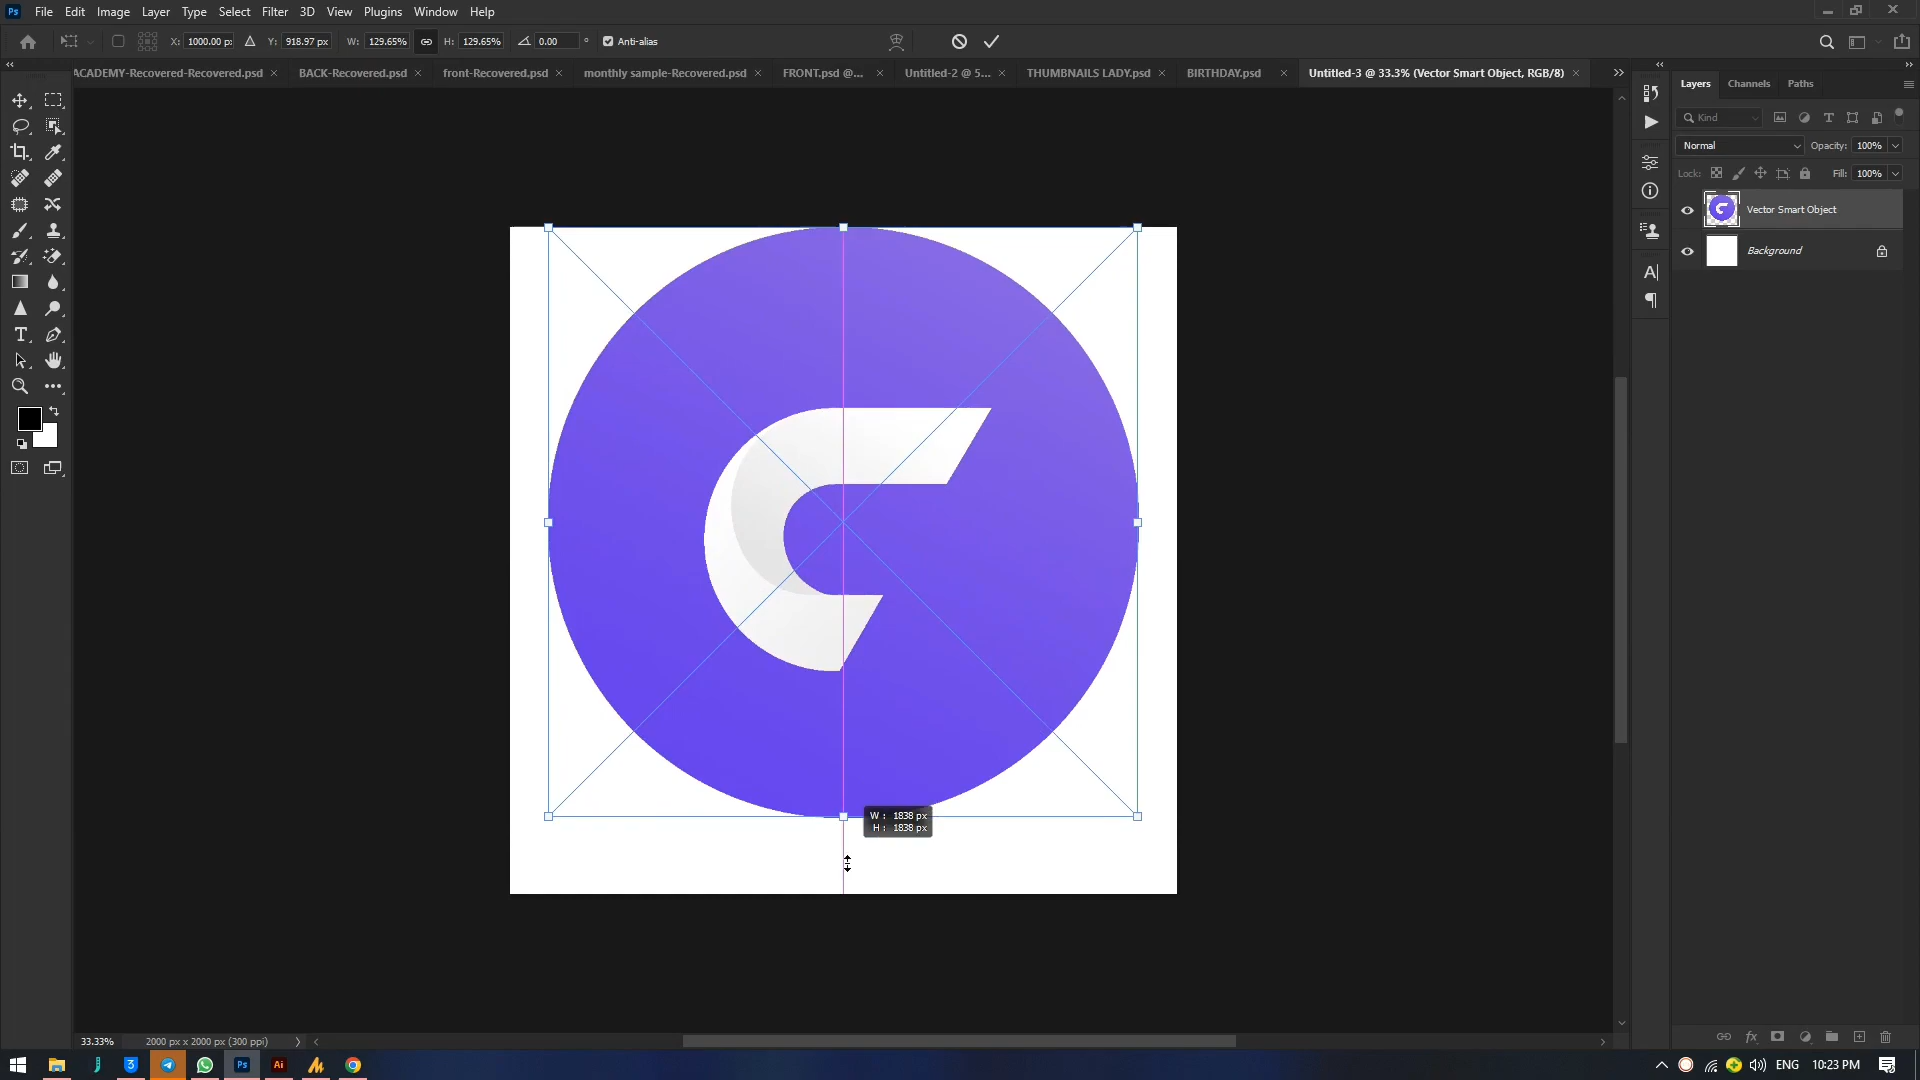 Ps File Edit Image Layer Type Select Filter 3D View Plugins Window Help
X: 1000.00 p: Y: 918.97 px W: 129.65% H: 129.65% 0.00 ° Anti-alias
ACADEMY-Recovered-Recovered.psd × BACK-Recovered.psd × front-Recovered.psd × monthly sample-Recovered.psd × FRONT.psd @... × Untitled-2 @ 5... × THUMBNAILS LADY.psd × BIRTHDAY.psd × Untitled-3 @ 33.3% (Vector Smart Object, RGB/8) ×
Layers Channels Paths
Kind
Normal Opacity: 100%
Lock: Fill: 100%
Vector Smart Object
Background
W : 1838 px
H : 1838 px
33.33% 2000 px x 2000 px (300 ppi)
Ps Ai ENG 10:23 PM